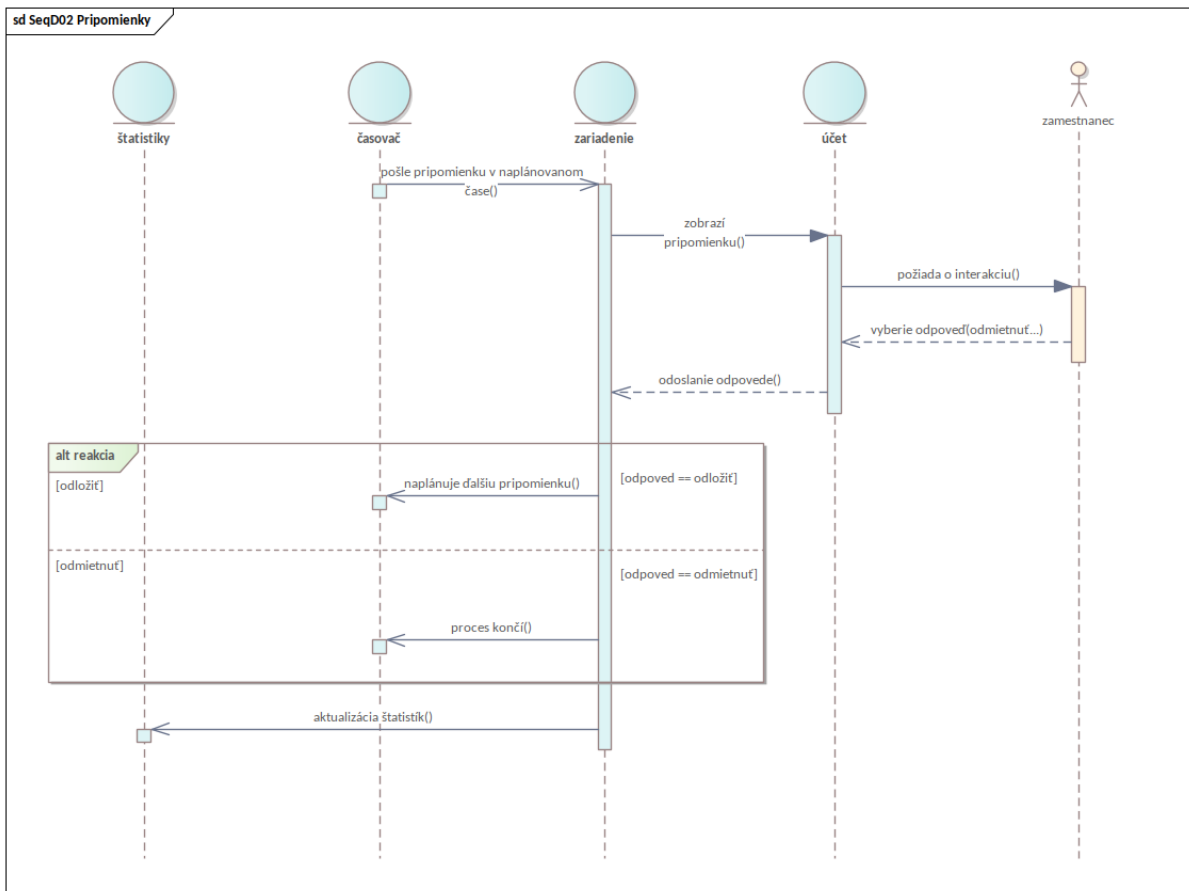 sd SeqD02 Pripomienky
štatistiky
časovač
zariadenie
účet
zamestnanec
pošle pripomienku v naplánovanom
čase()
zobrazí
pripomienku()
požiada o interakciu()
vyberie odpoveď(odmietnuť...)
odoslanie odpovede()
alt reakcia
[odložiť]
naplánuje ďalšiu pripomienku()
[odpoved == odložiť]
[odmietnuť]
[odpoved == odmietnuť]
proces končí()
aktualizácia štatistík()